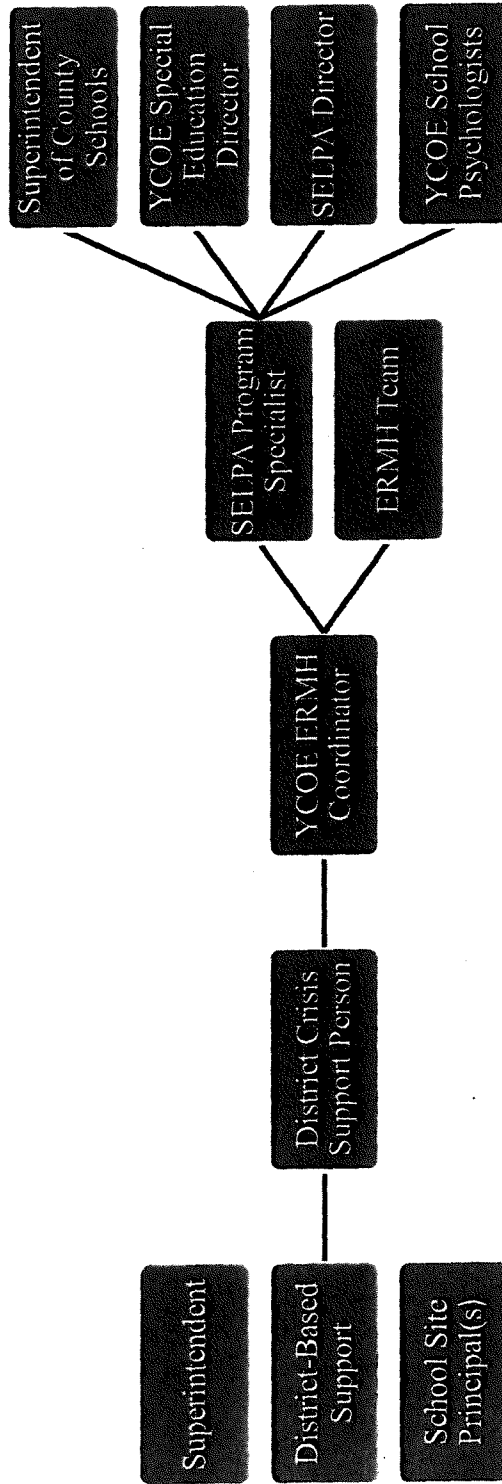 Superintendent
District-Based
Support
School Site
Principal(s)
District Crisis
Support Person
YCOE ERMH
Coordinator
SELPA Program
Specialist
ERMH Team
Superintendent
of County
Schools
YCOE Special
Education
Director
SELPA Director
YCOE School
Psychologists